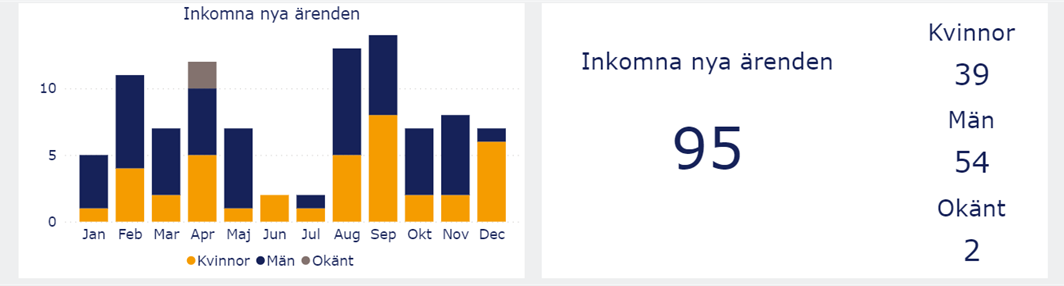 Inkomna nya ärenden
10
5
0
Jan Feb Mar Apr Maj Jun Jul Aug Sep Okt Nov Dec
Kvinnor Män Okänt
Inkomna nya ärenden
95
Kvinnor
39
Män
54
Okänt
2